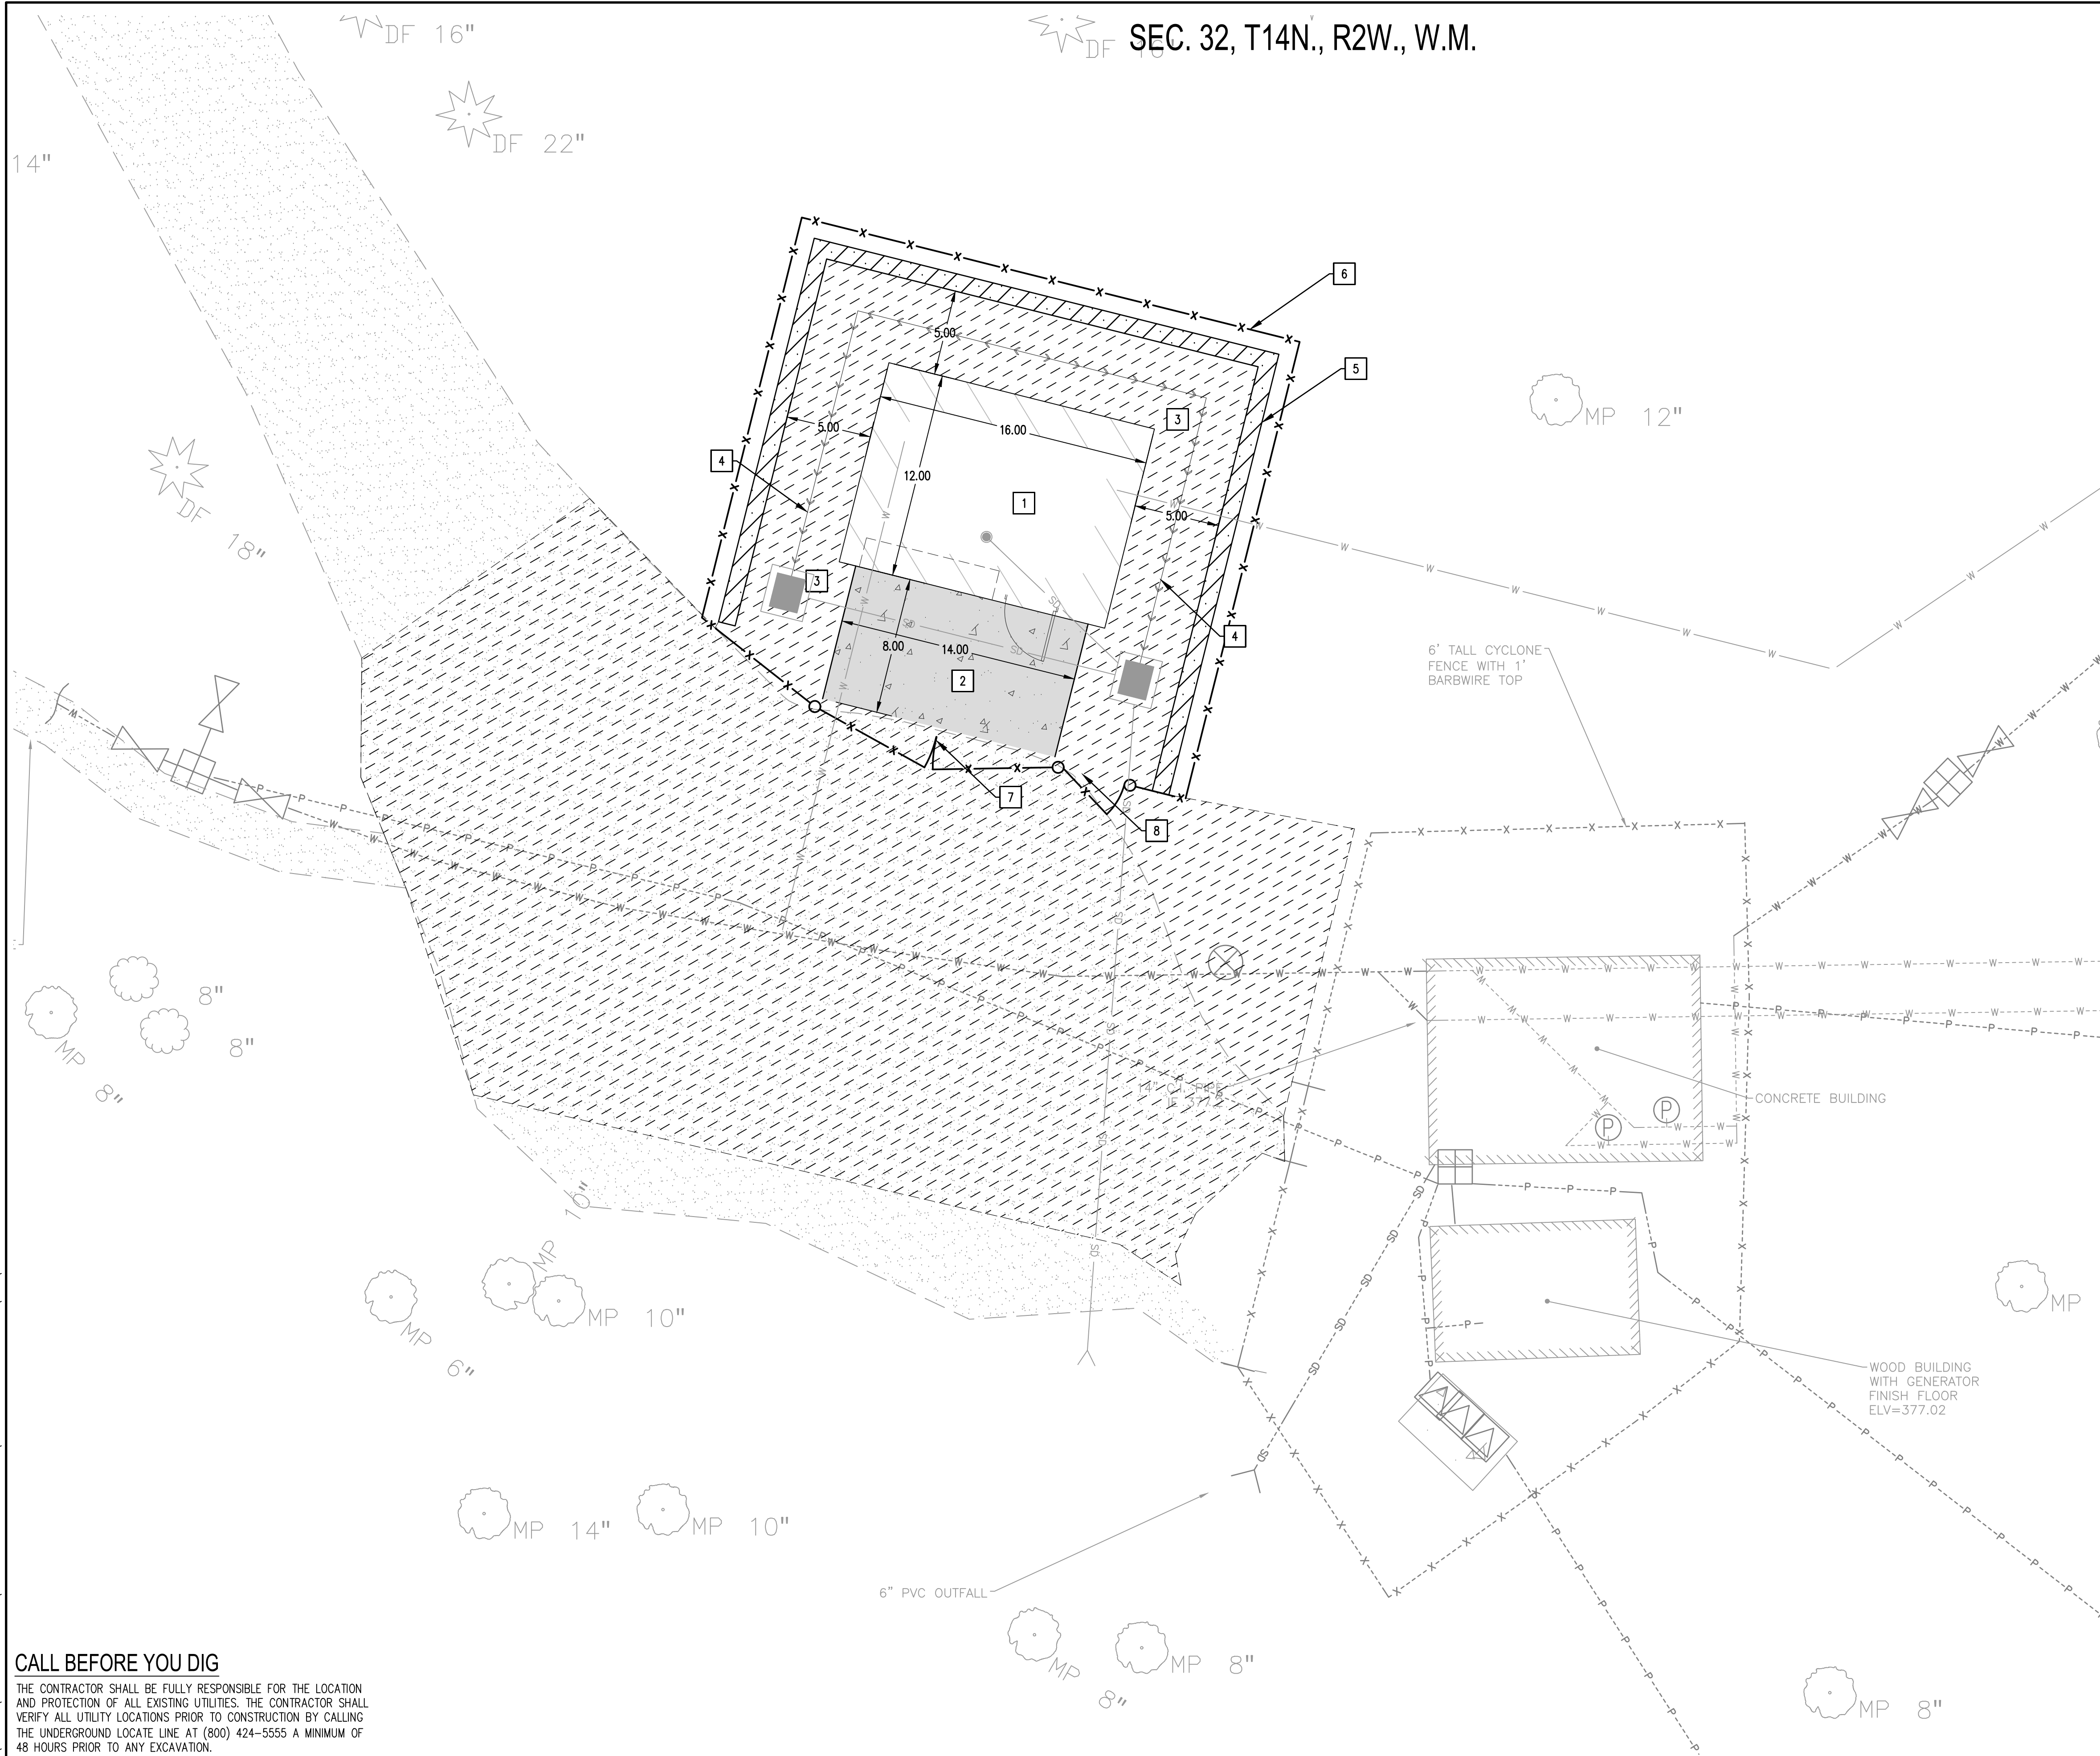 SEC. 32, T14N., R2W., W.M.
DF 16"
DF
DF 22"
14"
6
5
5.00
MP 12"
3
5.00
16.00
4
12.00
1
5.00
DF 18"
3
4
8.00
14.00
2
6' TALL CYCLONE
FENCE WITH 1'
BARBWIRE TOP
7
8
8"
8"
MP 8"
14" C.I. PIPE
CONCRETE BUILDING
10"
MP
MP 10"
MP 6"
MP
WOOD BUILDING
WITH GENERATOR
FINISH FLOOR
ELV=377.02
MP 14"
MP 10"
6" PVC OUTFALL
MP 8"
MP 8"
MP 8"
CALL BEFORE YOU DIG
THE CONTRACTOR SHALL BE FULLY RESPONSIBLE FOR THE LOCATION
AND PROTECTION OF ALL EXISTING UTILITIES. THE CONTRACTOR SHALL
VERIFY ALL UTILITY LOCATIONS PRIOR TO CONSTRUCTION BY CALLING
THE UNDERGROUND LOCATE LINE AT (800) 424-5555 A MINIMUM OF
48 HOURS PRIOR TO ANY EXCAVATION.